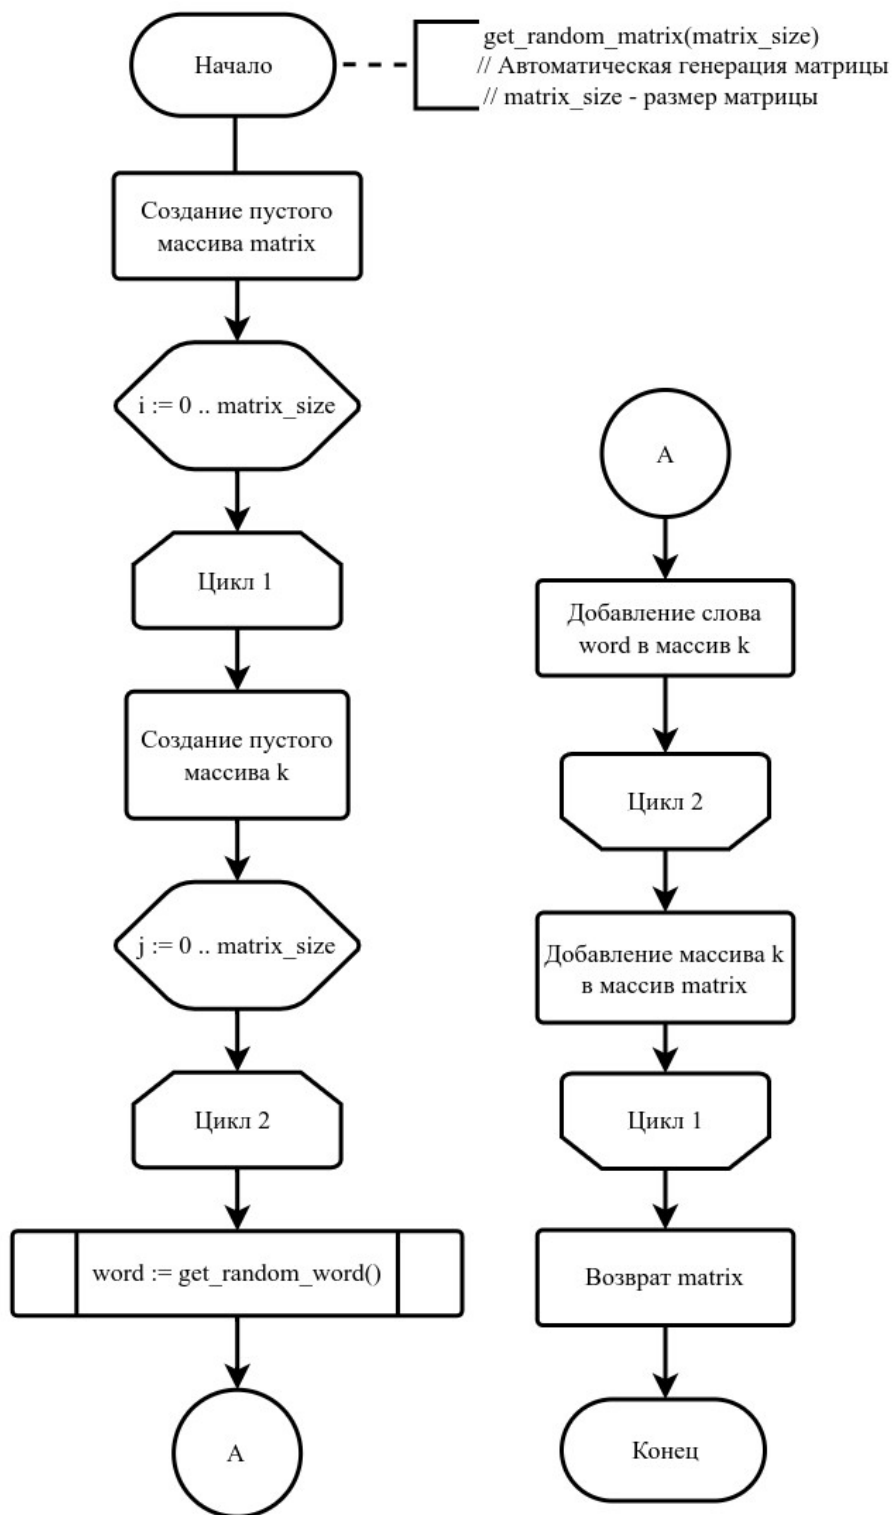 Начало
get_random_matrix(matrix_size)
// Автоматическая генерация матрицы
// matrix_size - размер матрицы
Создание пустого
массива matrix
i := 0 .. matrix_size
Цикл 1
Создание пустого
массива k
j := 0 .. matrix_size
Цикл 2
word := get_random_word()
А
А
Добавление слова
word в массив k
Цикл 2
Добавление массива k
в массив matrix
Цикл 1
Возврат matrix
Конец